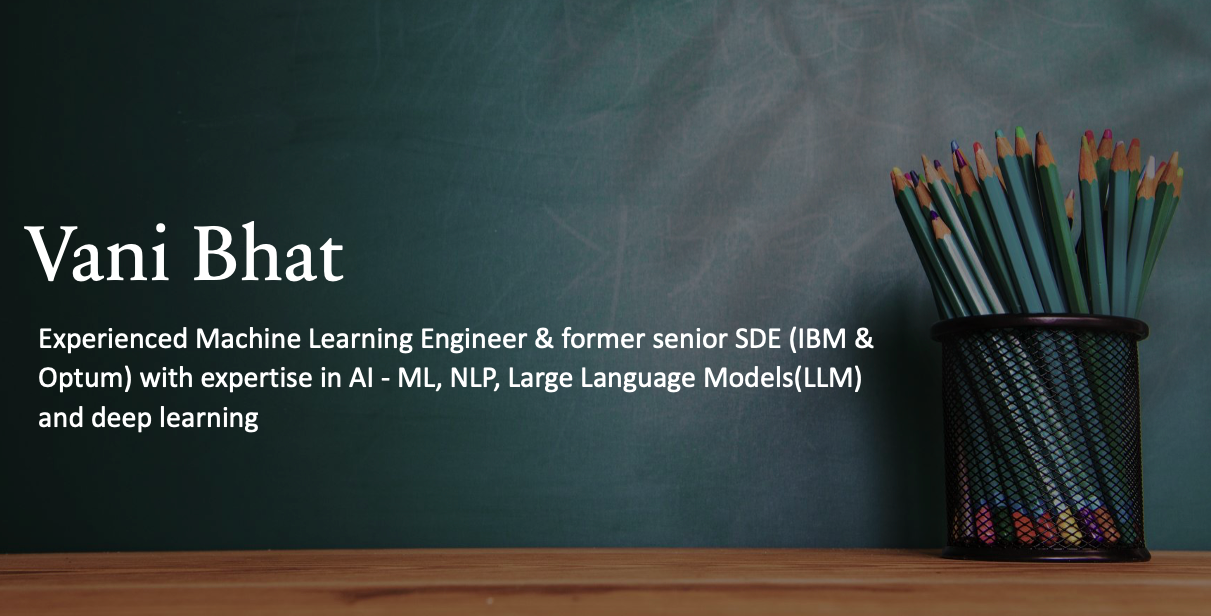 Vani Bhat
Experienced Machine Learning Engineer & former senior SDE (IBM &
Optum) with expertise in AI - ML, NLP, Large Language Models(LLM)
and deep learning